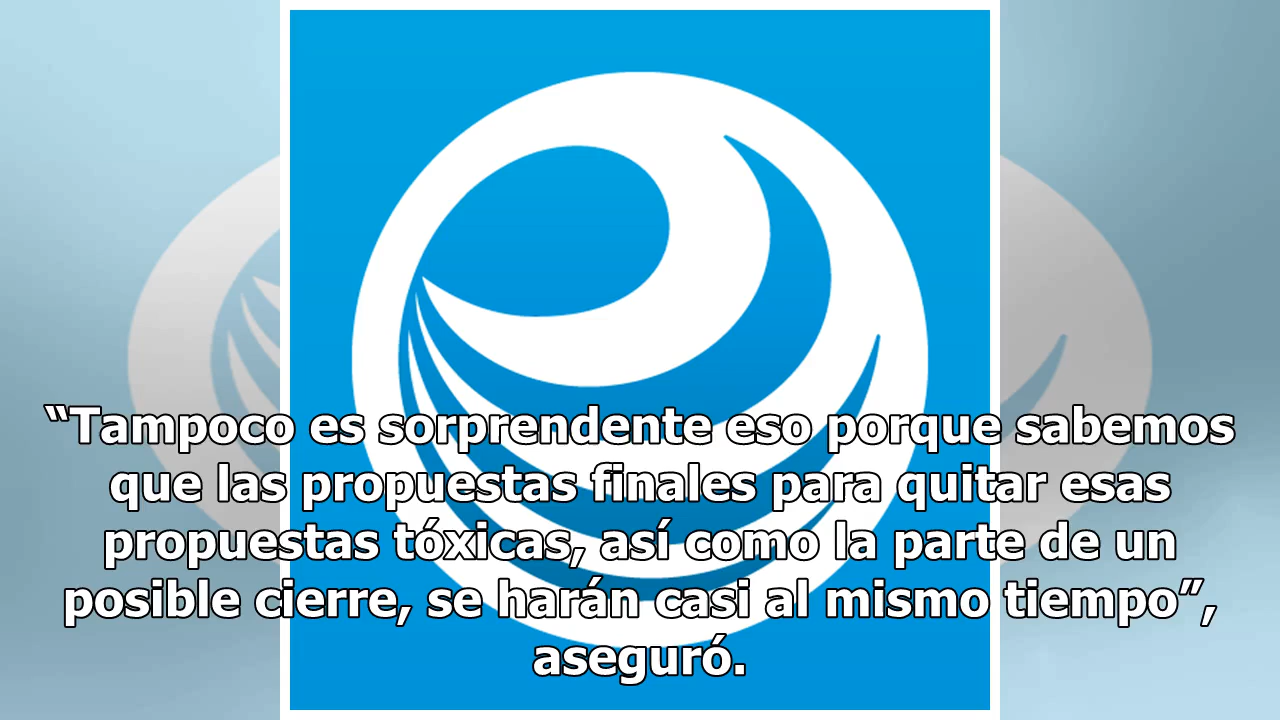 “Tampoco es sorprendente eso porque sabemos
que las propuestas finales para quitar esas
propuestas tóxicas, así como la parte de un
posible cierre, se harán casi al mismo tiempo”,
aseguró.